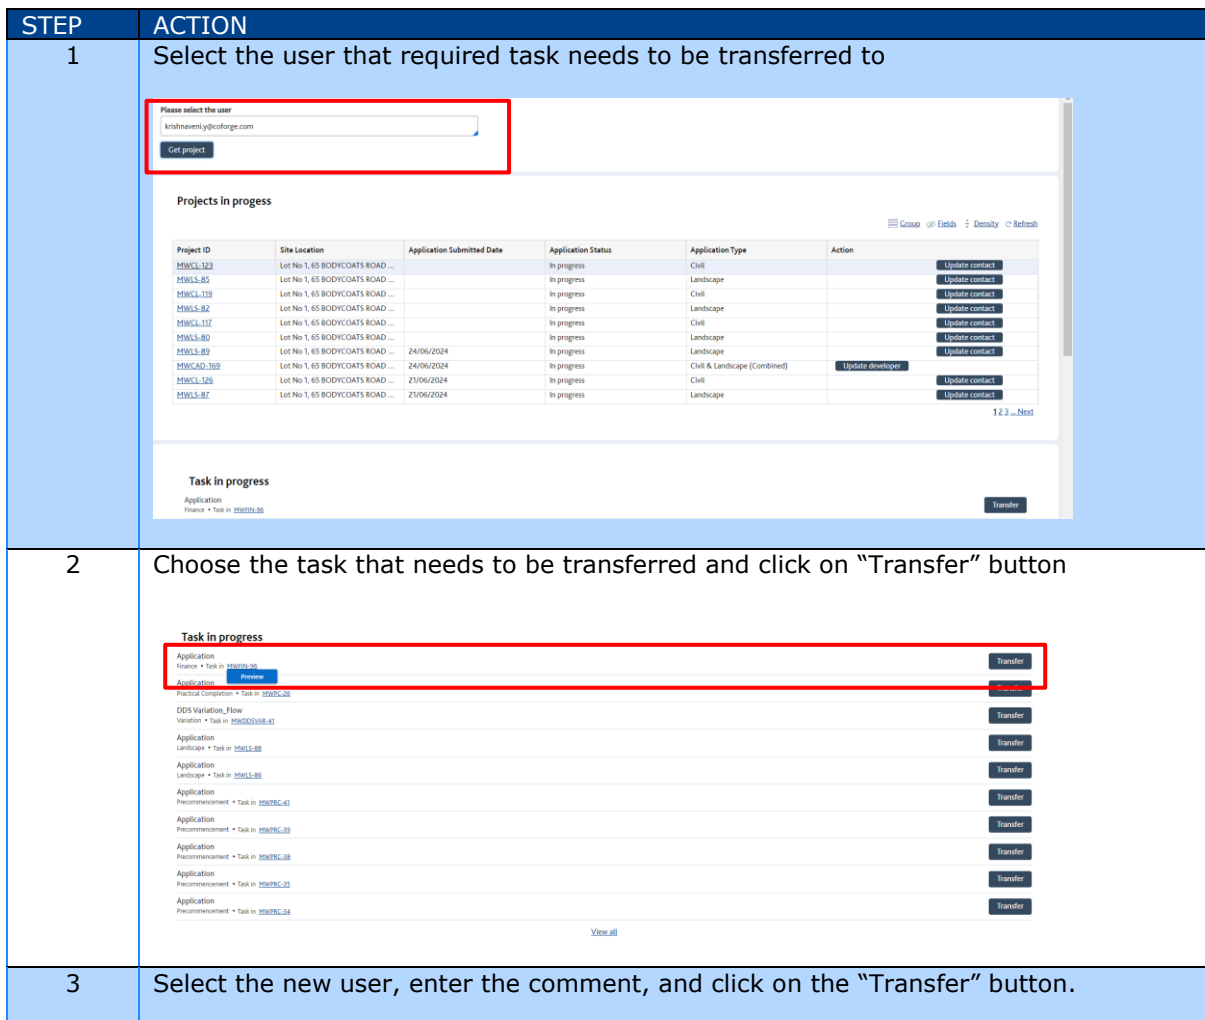 STEP ACTION
1 Select the user that required task needs to be transferred to
Please select the user
krishnaveni.y@coforge.com
Get project
Projects in progess
Group Fields Density Refresh
Project ID Site Location Application Submitted Date Application Status Application Type Action
MWCL-123 Lot No 1, 65 BODYCOATS ROAD ... In progress Civil Update contact
MWLS-85 Lot No 1, 65 BODYCOATS ROAD ... In progress Landscape Update contact
MWCL-119 Lot No 1, 65 BODYCOATS ROAD ... In progress Civil Update contact
MWLS-82 Lot No 1, 65 BODYCOATS ROAD ... In progress Landscape Update contact
MWCL-117 Lot No 1, 65 BODYCOATS ROAD ... In progress Civil Update contact
MWLS-80 Lot No 1, 65 BODYCOATS ROAD ... In progress Landscape Update contact
MWLS-89 Lot No 1, 65 BODYCOATS ROAD ... 24/06/2024 In progress Landscape Update contact
MWCAD-169 Lot No 1, 65 BODYCOATS ROAD ... 24/06/2024 In progress Civil & Landscape (Combined) Update developer
MWCL-126 Lot No 1, 65 BODYCOATS ROAD ... 21/06/2024 In progress Civil Update contact
MWLS-87 Lot No 1, 65 BODYCOATS ROAD ... 21/06/2024 In progress Landscape Update contact
1 2 3 ... Next
Task in progress
Application
Finance • Task in MWFIN-96 Transfer
2 Choose the task that needs to be transferred and click on “Transfer” button
Task in progress
Application
Finance • Task in MWFIN-96 Transfer
Preview
Application
Practical Completion • Task in MWPC-26 Transfer
DDS Variation_Flow
Variation • Task in MWDDSVAR-41 Transfer
Application
Landscape • Task in MWLS-88 Transfer
Application
Landscape • Task in MWLS-86 Transfer
Application
Precommencement • Task in MWPRC-41 Transfer
Application
Precommencement • Task in MWPRC-39 Transfer
Application
Precommencement • Task in MWPRC-38 Transfer
Application
Precommencement • Task in MWPRC-35 Transfer
Application
Precommencement • Task in MWPRC-34 Transfer
View all
3 Select the new user, enter the comment, and click on the “Transfer” button.